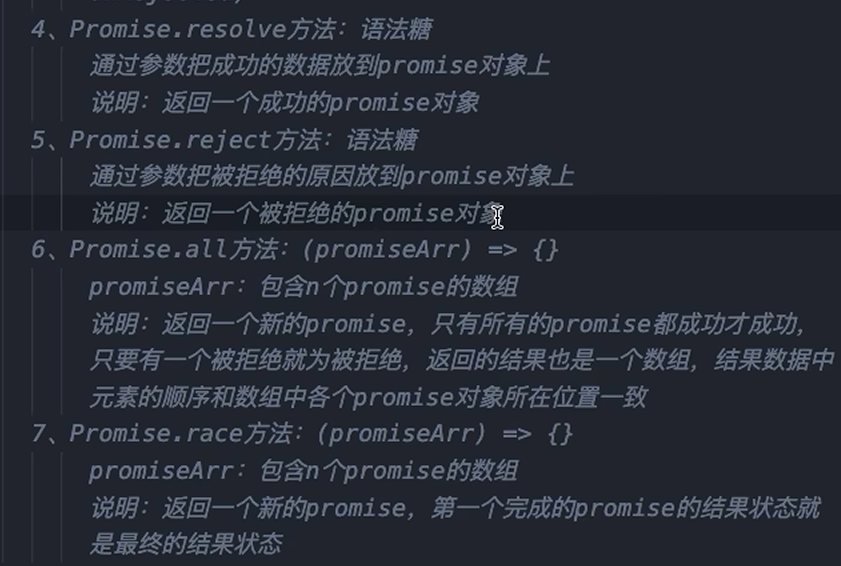 4、Promise.resolve方法：语法糖
通过参数把成功的数据放到promise对象上
说明：返回一个成功的promise对象
5、Promise.reject方法：语法糖
通过参数把被拒绝的原因放到promise对象上
说明：返回一个被拒绝的promise对象
6、Promise.all方法：(promiseArr) => {}
promiseArr：包含n个promise的数组
说明：返回一个新的promise，只有所有的promise都成功才成功，
只要有一个被拒绝就为被拒绝，返回的结果也是一个数组，结果数据中
元素的顺序和数组中各个promise对象所在位置一致
7、Promise.race方法：(promiseArr) => {}
promiseArr：包含n个promise的数组
说明：返回一个新的promise，第一个完成的promise的结果状态就
是最终的结果状态